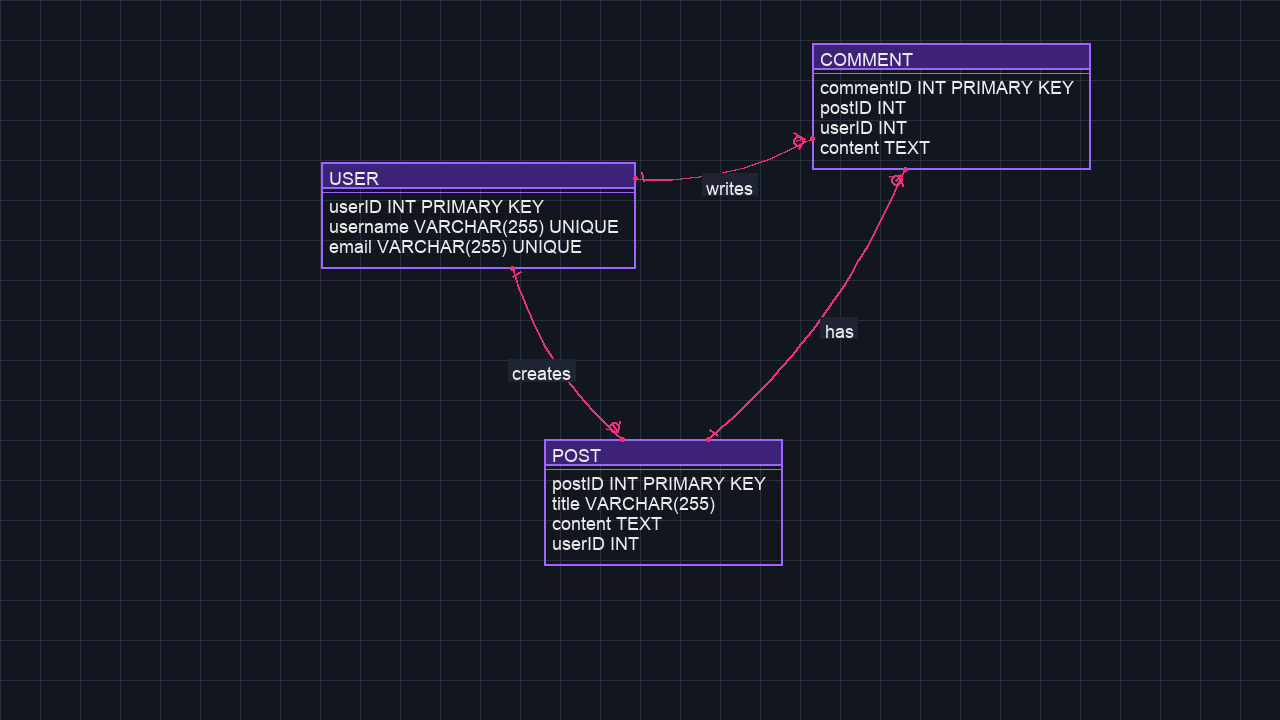 COMMENT
commentID INT PRIMARY KEY
postID INT
userID INT
content TEXT
USER
userID INT PRIMARY KEY
username VARCHAR(255) UNIQUE
email VARCHAR(255) UNIQUE
writes
has
creates
POST
postID INT PRIMARY KEY
title VARCHAR(255)
content TEXT
userID INT